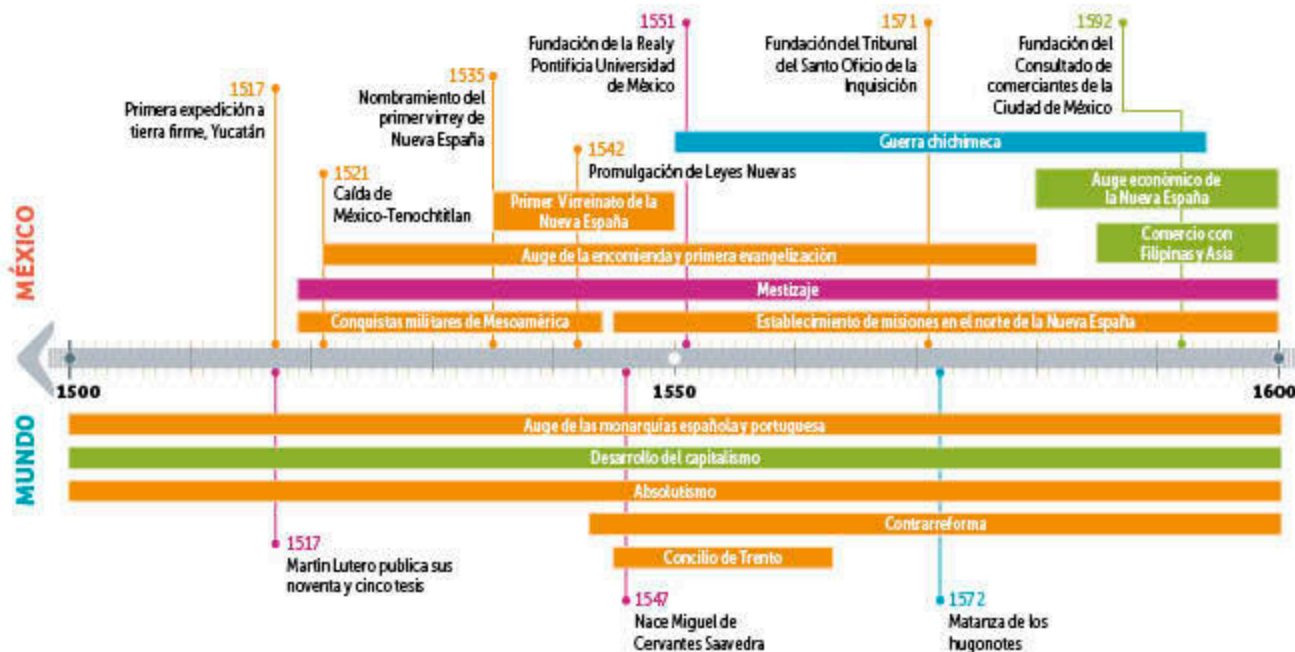 1551
Fundación de la Real y
Pontificia Universidad
de México
1571
Fundación del Tribunal
del Santo Oficio de la
Inquisición
1592
Fundación del
Consultado de
comerciantes de la
Ciudad de México
1517
Primera expedición a
tierra firme, Yucatán
1535
Nombramiento del
primer virrey de
Nueva España
Guerra chichimeca
1542
Promulgación de Leyes Nuevas
1521
Caída de
México-Tenochtitlan
Primer Virreinato de la
Nueva España
Auge económico de
la Nueva España
Comercio con
Filipinas y Asia
Auge de la encomienda y primera evangelización
MÉXICO
Mestizaje
Conquistas militares de Mesoamérica
Establecimiento de misiones en el norte de la Nueva España
1500
1550
1600
MUNDO
Auge de las monarquías española y portuguesa
Desarrollo del capitalismo
Absolutismo
Contrarreforma
Concilio de Trento
1517
Martín Lutero publica sus
noventa y cinco tesis
1547
Nace Miguel de
Cervantes Saavedra
1572
Matanza de los
hugonotes